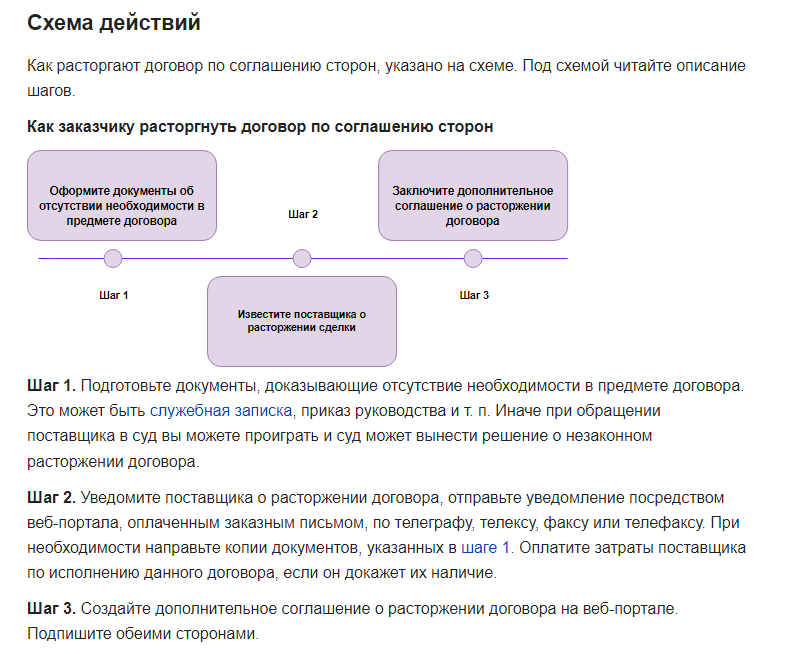 Схема действий
Как расторгают договор по соглашению сторон, указано на схеме. Под схемой читайте описание
шагов.
Как заказчику расторгнуть договор по соглашению сторон
Оформите документы об
отсутствии необходимости в
предмете договора
Шаг 1
Шаг 2
Известите поставщика о
расторжении сделки
Заключите дополнительное
соглашение о расторжении
договора
Шаг 3
Шаг 1. Подготовьте документы, доказывающие отсутствие необходимости в предмете договора.
Это может быть служебная записка, приказ руководства и т. п. Иначе при обращении
поставщика в суд вы можете проиграть и суд может вынести решение о незаконном
расторжении договора.
Шаг 2. Уведомите поставщика о расторжении договора, отправьте уведомление посредством
веб-портала, оплаченным заказным письмом, по телеграфу, телексу, факсу или телефаксу. При
необходимости направьте копии документов, указанных в шаге 1. Оплатите затраты поставщика
по исполнению данного договора, если он докажет их наличие.
Шаг 3. Создайте дополнительное соглашение о расторжении договора на веб-портале.
Подпишите обеими сторонами.